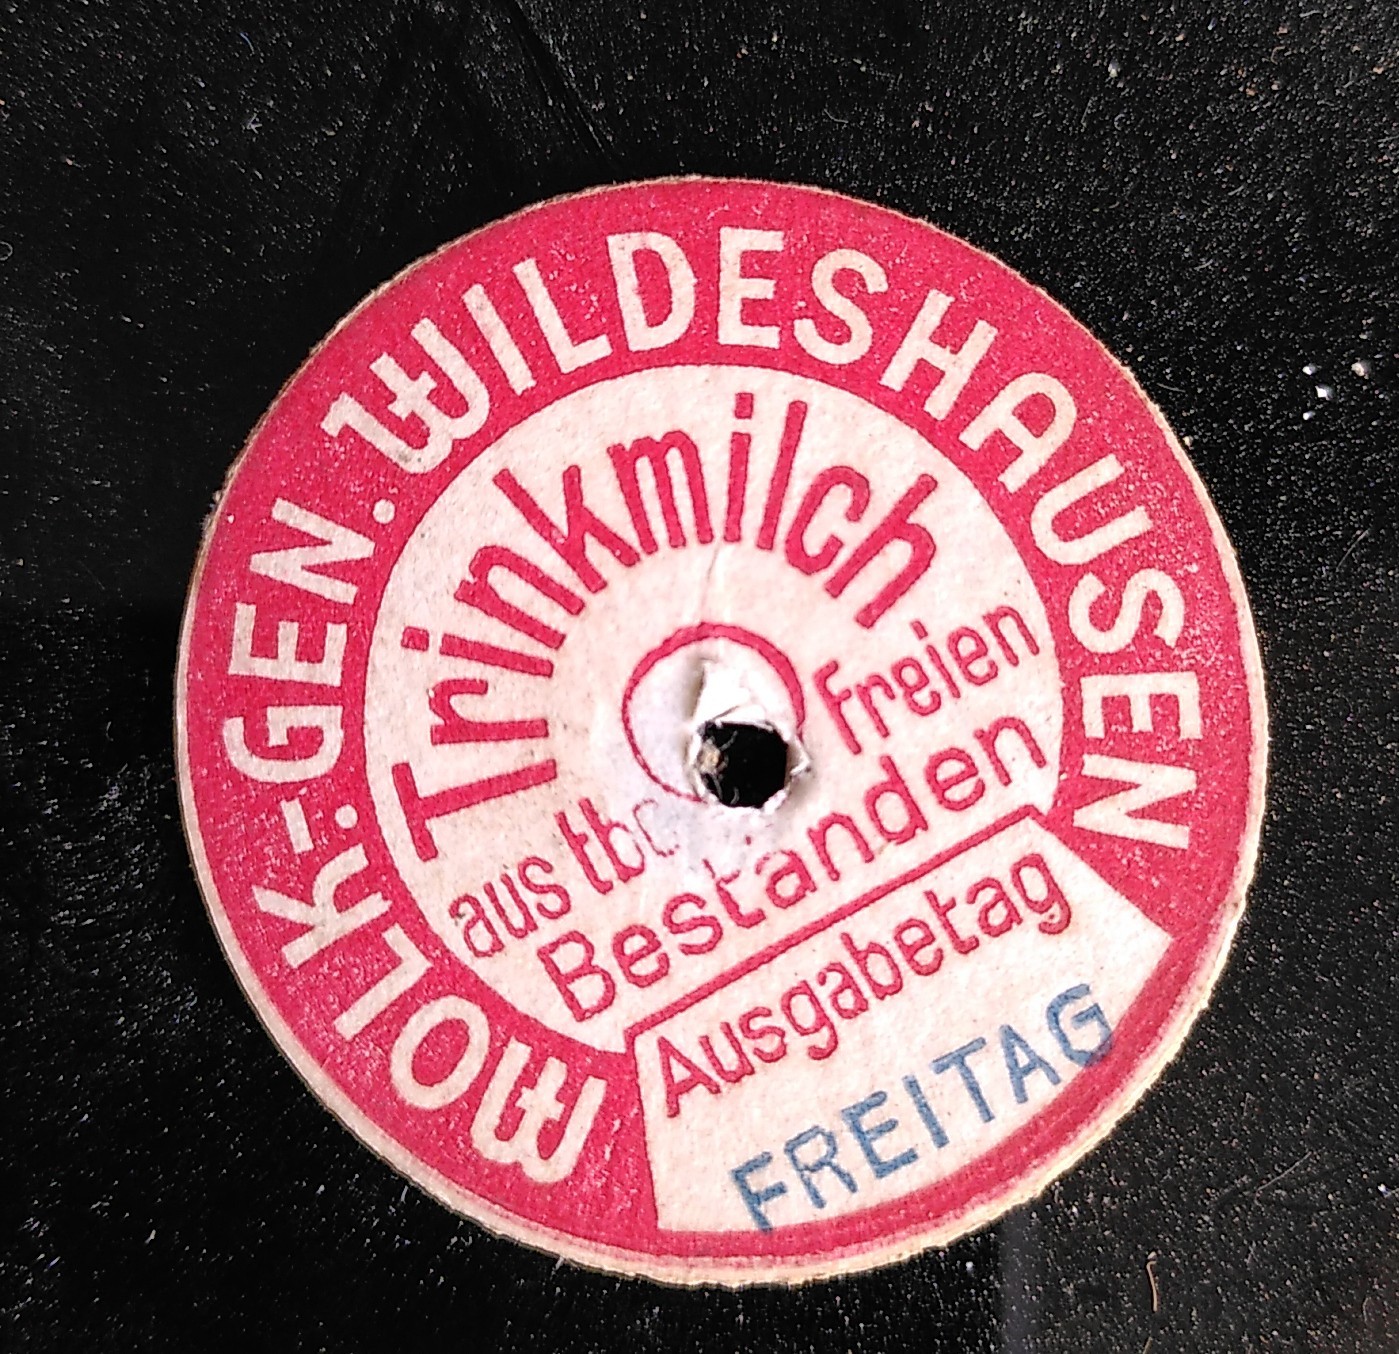 MOLK.-GEN. WILDESHAUSEN
Trinkmilch
aus tbc freien
Bestanden
Ausgabetag
FREITAG